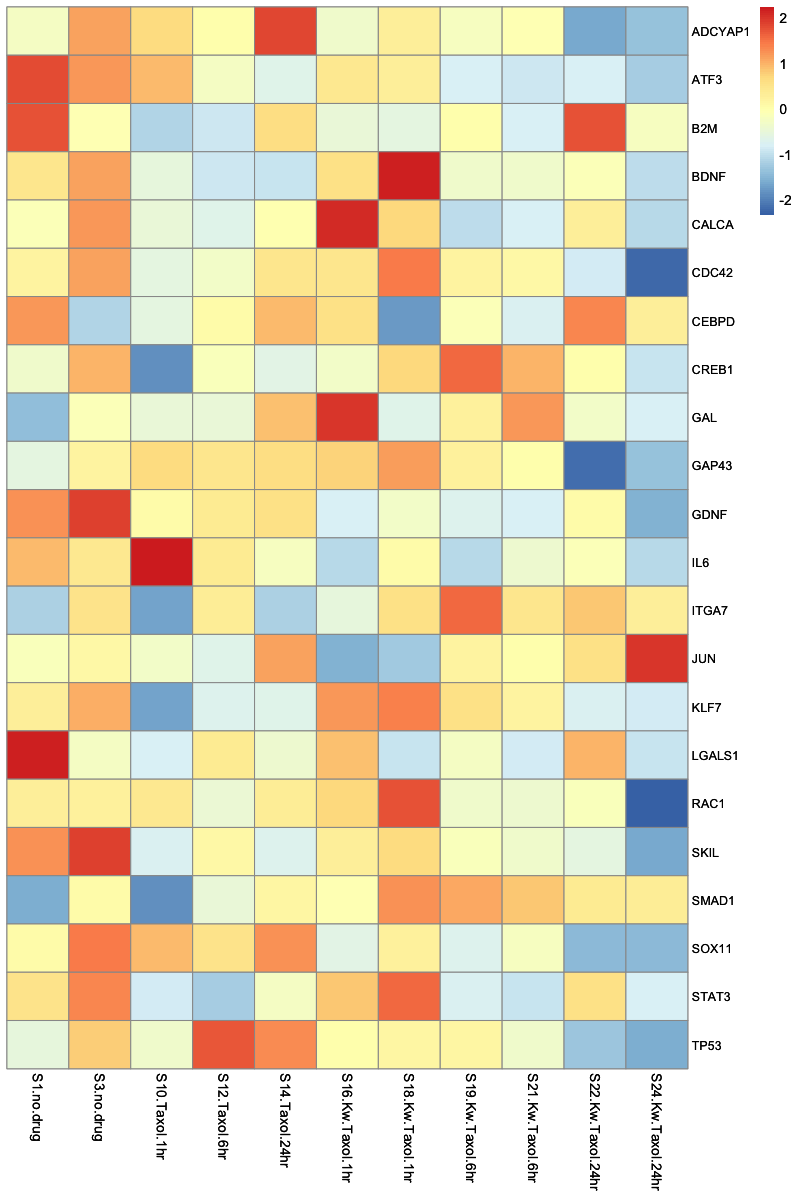 ADCYAP1
ATF3
B2M
BDNF
CALCA
CDC42
CEBPD
CREB1
GAL
GAP43
GDNF
IL6
ITGA7
JUN
KLF7
LGALS1
RAC1
SKIL
SMAD1
SOX11
STAT3
TP53
2
1
0
-1
-2
S1.no.drug
S3.no.drug
S10.Taxol.1hr
S12.Taxol.6hr
S14.Taxol.24hr
S16.Kw.Taxol.1hr
S18.Kw.Taxol.1hr
S19.Kw.Taxol.6hr
S21.Kw.Taxol.6hr
S22.Kw.Taxol.24hr
S24.Kw.Taxol.24hr